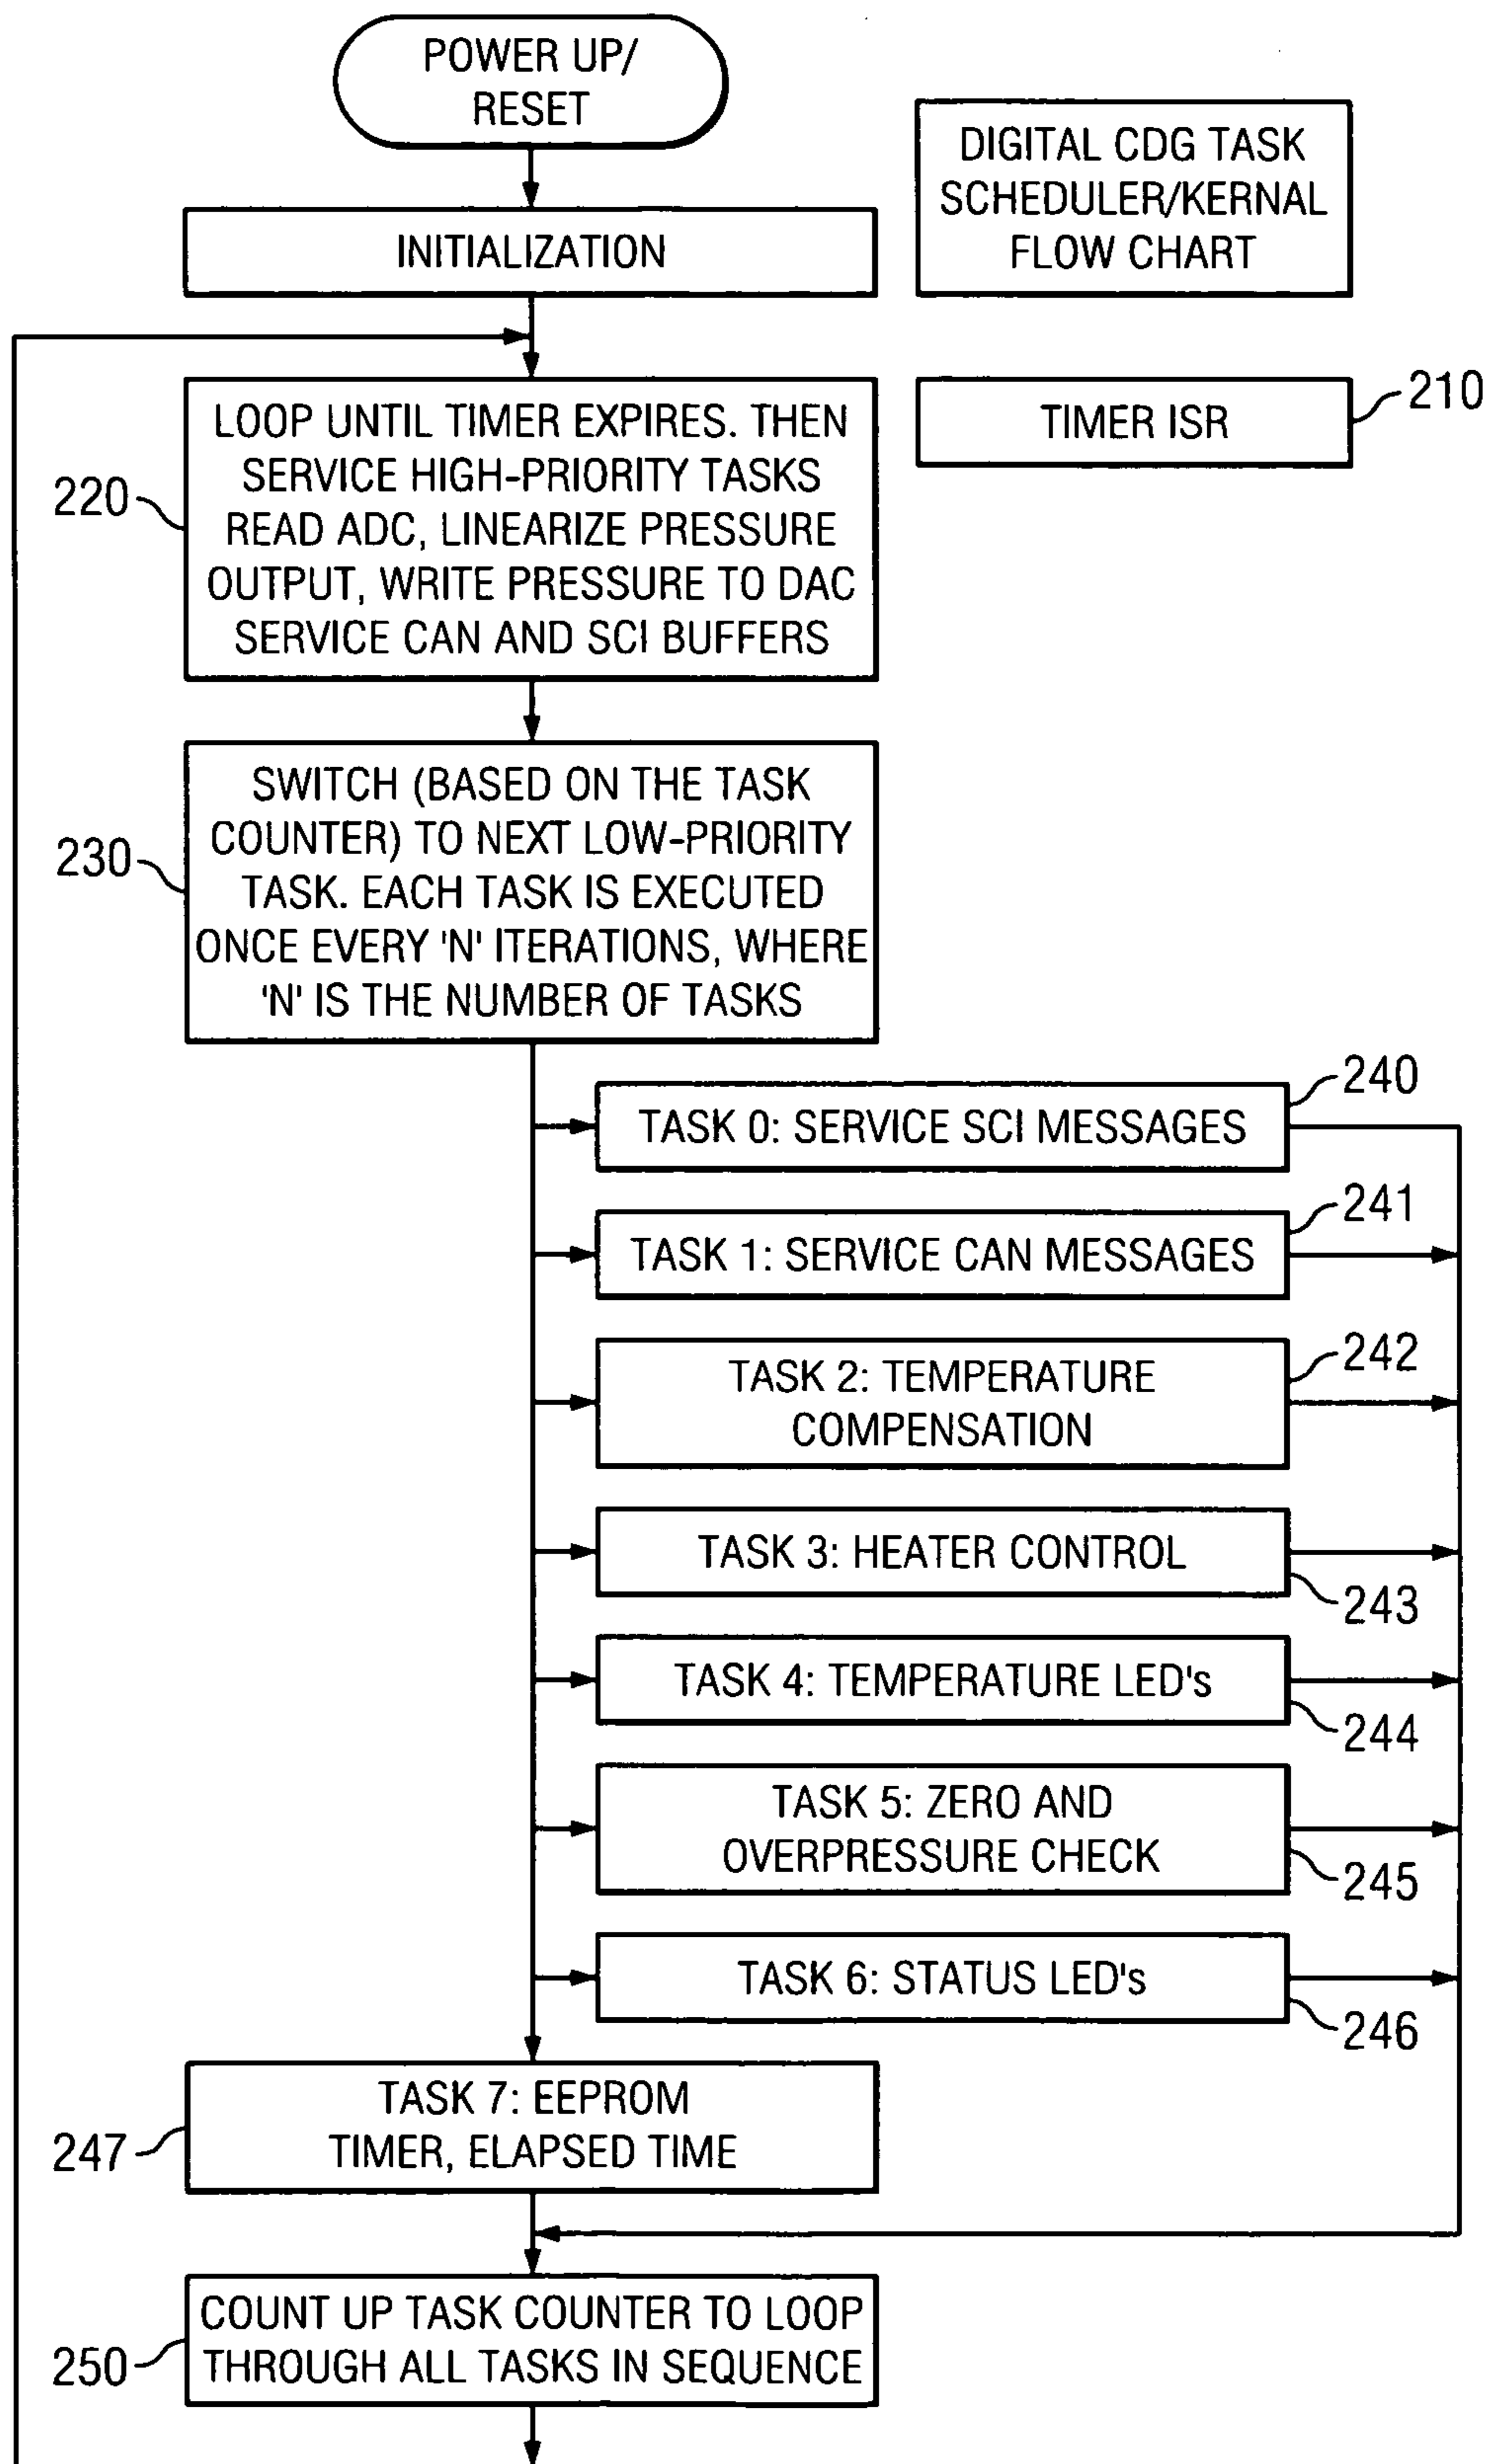 POWER UP/
RESET
DIGITAL CDG TASK
SCHEDULER/KERNAL
FLOW CHART
INITIALIZATION
TIMER ISR
210
LOOP UNTIL TIMER EXPIRES. THEN
SERVICE HIGH-PRIORITY TASKS
READ ADC, LINEARIZE PRESSURE
OUTPUT, WRITE PRESSURE TO DAC
SERVICE CAN AND SCI BUFFERS
220
SWITCH (BASED ON THE TASK
COUNTER) TO NEXT LOW-PRIORITY
TASK. EACH TASK IS EXECUTED
ONCE EVERY 'N' ITERATIONS, WHERE
'N' IS THE NUMBER OF TASKS
230
TASK 0: SERVICE SCI MESSAGES
240
TASK 1: SERVICE CAN MESSAGES
241
TASK 2: TEMPERATURE
COMPENSATION
242
TASK 3: HEATER CONTROL
243
TASK 4: TEMPERATURE LED's
244
TASK 5: ZERO AND
OVERPRESSURE CHECK
245
TASK 6: STATUS LED's
246
TASK 7: EEPROM
TIMER, ELAPSED TIME
247
COUNT UP TASK COUNTER TO LOOP
THROUGH ALL TASKS IN SEQUENCE
250